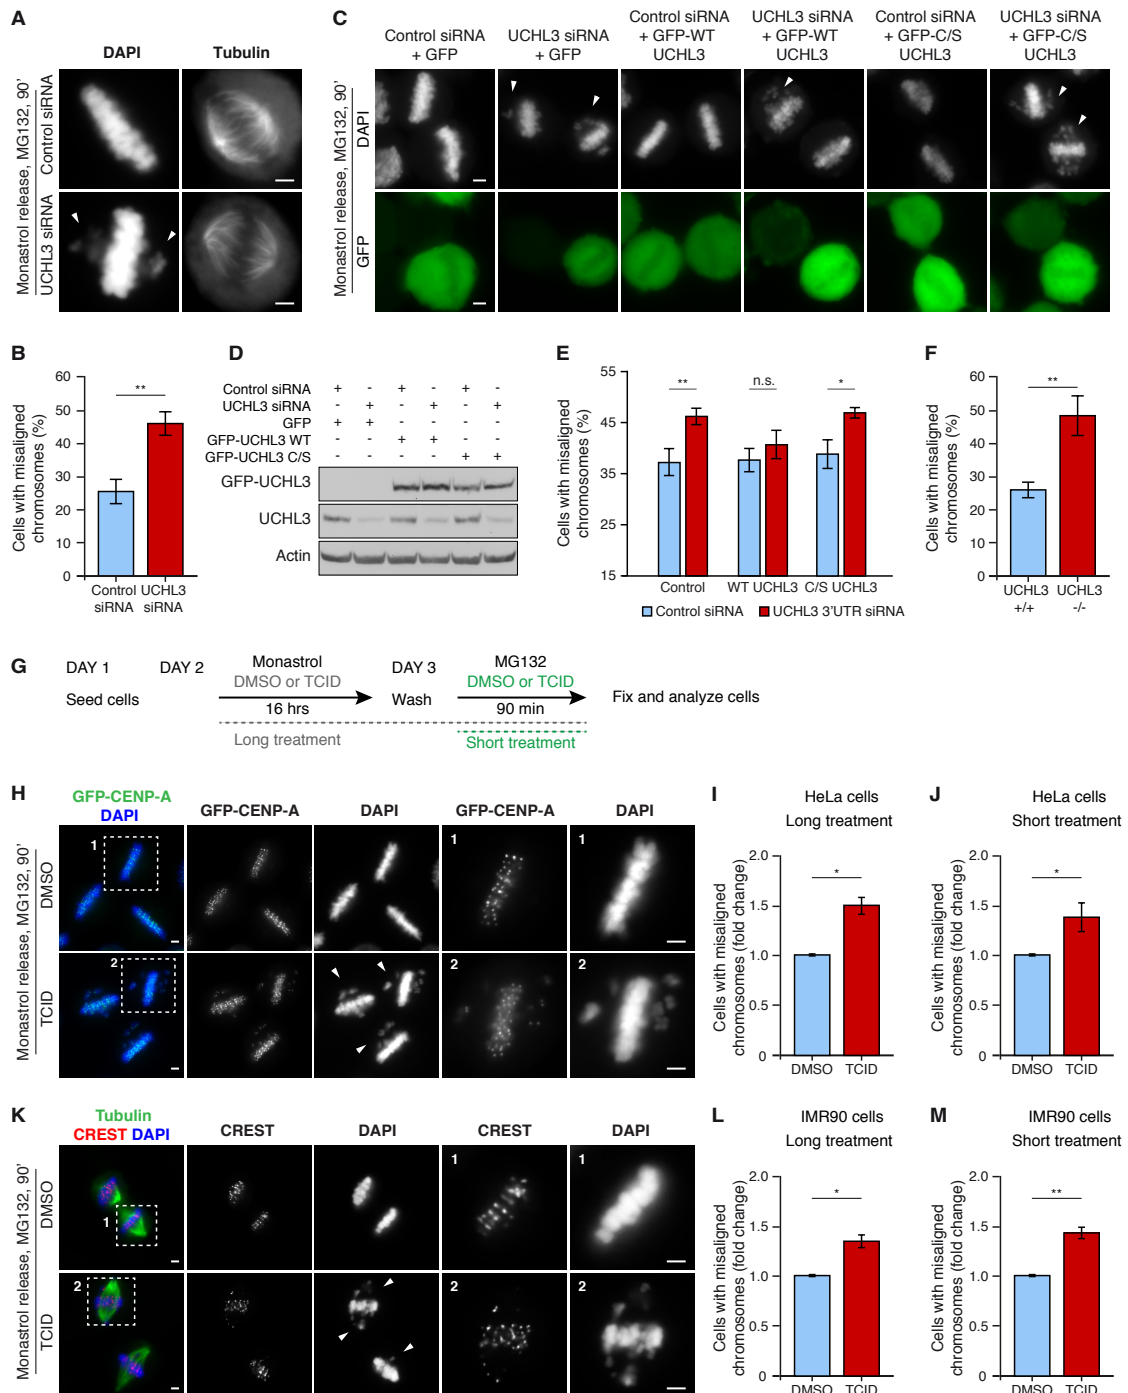 A
DAPI
Tubulin
Monastrol release, MG132, 90'
Control siRNA
UCHL3 siRNA
C
Control siRNA
+ GFP
UCHL3 siRNA
+ GFP
Control siRNA
+ GFP-WT
UCHL3
UCHL3 siRNA
+ GFP-WT
UCHL3
Control siRNA
+ GFP-C/S
UCHL3
UCHL3 siRNA
+ GFP-C/S
UCHL3
Monastrol release, MG132, 90'
DAPI
GFP
B
Cells with misaligned
chromosomes (%)
60
50
40
30
20
10
0
**
Control
siRNA
UCHL3
siRNA
D
Control siRNA + - + - + -
UCHL3 siRNA - + - + - +
GFP + + - - - -
GFP-UCHL3 WT - - + + - -
GFP-UCHL3 C/S - - - - + +
GFP-UCHL3
UCHL3
Actin
E
Cells with misaligned
chromosomes (%)
55
45
35
25
15
**
n.s.
*
Control
WT UCHL3
C/S UCHL3
Control siRNA
UCHL3 3'UTR siRNA
F
Cells with misaligned
chromosomes (%)
60
50
40
30
20
10
0
**
UCHL3
+/+
UCHL3
-/-
G
DAY 1
Seed cells
DAY 2
Monastrol
DMSO or TCID
16 hrs
Long treatment
DAY 3
Wash
MG132
DMSO or TCID
90 min
Short treatment
Fix and analyze cells
H
GFP-CENP-A
DAPI
GFP-CENP-A
DAPI
GFP-CENP-A
DAPI
Monastrol release, MG132, 90'
DMSO
TCID
1
1
1
2
2
2
I
HeLa cells
Long treatment
Cells with misaligned
chromosomes (fold change)
2.0
1.5
1.0
0.5
0
*
DMSO
TCID
J
HeLa cells
Short treatment
Cells with misaligned
chromosomes (fold change)
2.0
1.5
1.0
0.5
0
*
DMSO
TCID
K
Tubulin
CREST DAPI
CREST
DAPI
CREST
DAPI
Monastrol release, MG132, 90'
DMSO
TCID
1
1
1
2
2
2
L
IMR90 cells
Long treatment
Cells with misaligned
chromosomes (fold change)
2.0
1.5
1.0
0.5
0
*
DMSO
TCID
M
IMR90 cells
Short treatment
Cells with misaligned
chromosomes (fold change)
2.0
1.5
1.0
0.5
0
**
DMSO
TCID